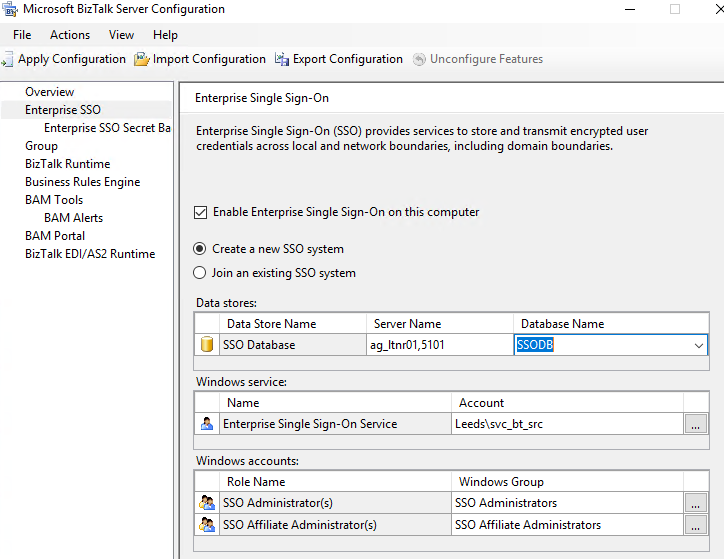 Microsoft BizTalk Server Configuration
File Actions View Help
Apply Configuration Import Configuration Export Configuration Unconfigure Features
Overview
Enterprise SSO
Enterprise SSO Secret Ba
Group
BizTalk Runtime
Business Rules Engine
BAM Tools
BAM Alerts
BAM Portal
BizTalk EDI/AS2 Runtime
Enterprise Single Sign-On
Enterprise Single Sign-On (SSO) provides services to store and transmit encrypted user
credentials across local and network boundaries, including domain boundaries.
Enable Enterprise Single Sign-On on this computer
Create a new SSO system
Join an existing SSO system
Data stores:
Data Store Name Server Name Database Name
SSO Database ag_ltnr01,5101 SSODB
Windows service:
Name Account
Enterprise Single Sign-On Service Leeds\svc_bt_src ...
Windows accounts:
Role Name Windows Group
SSO Administrator(s) SSO Administrators ...
SSO Affiliate Administrator(s) SSO Affiliate Administrators ...